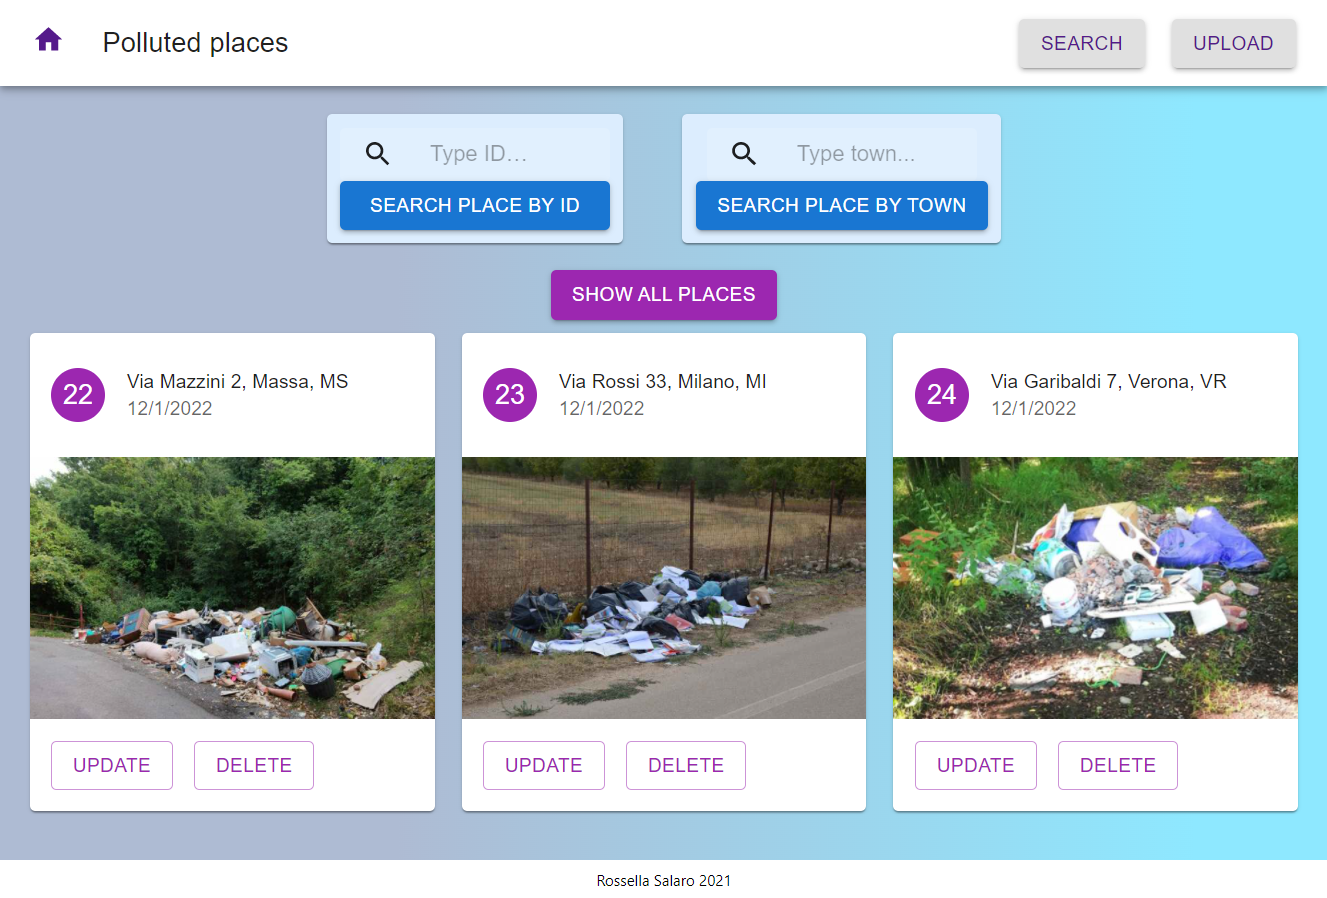 Polluted places
SEARCH
UPLOAD
Type ID...
SEARCH PLACE BY ID
Type town...
SEARCH PLACE BY TOWN
SHOW ALL PLACES
22
Via Mazzini 2, Massa, MS
12/1/2022
UPDATE
DELETE
23
Via Rossi 33, Milano, MI
12/1/2022
UPDATE
DELETE
24
Via Garibaldi 7, Verona, VR
12/1/2022
UPDATE
DELETE
Rossella Salaro 2021